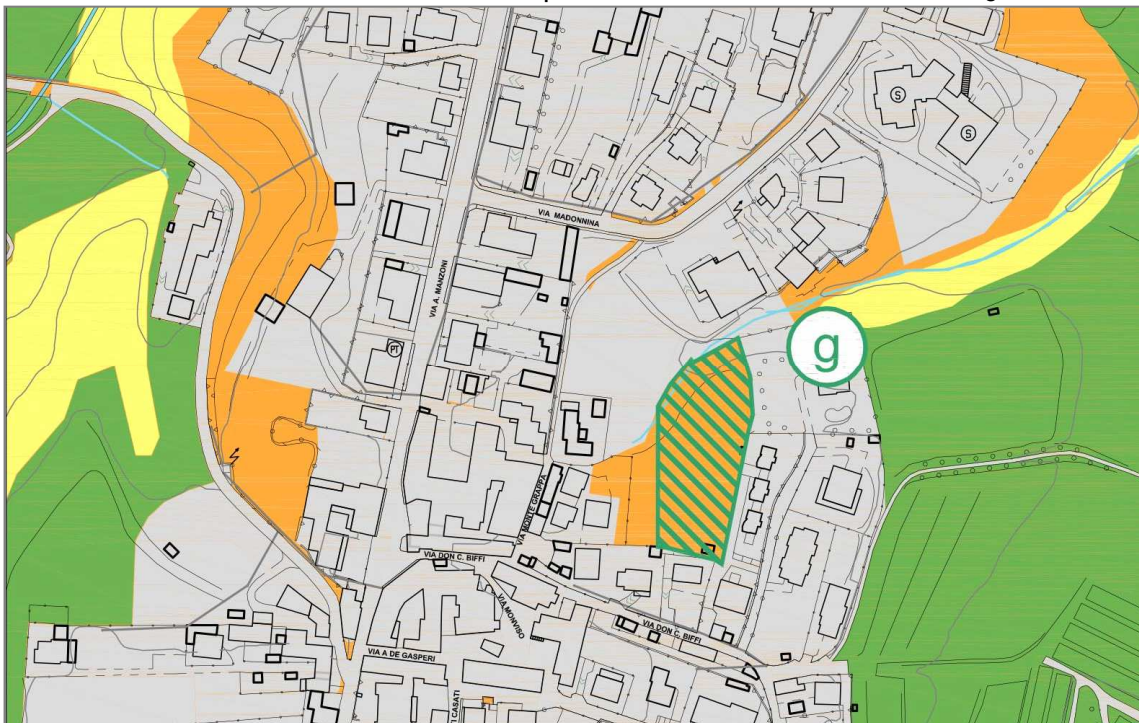 S
S
VIA MADONNINA
VIA A. MANZONI
g
PT
VIA MONTE GRAPPA
VIA DON C. BIFFI
VIA MONVISO
VIA DON C. BIFFI
VIA A DE GASPERI
CASATI